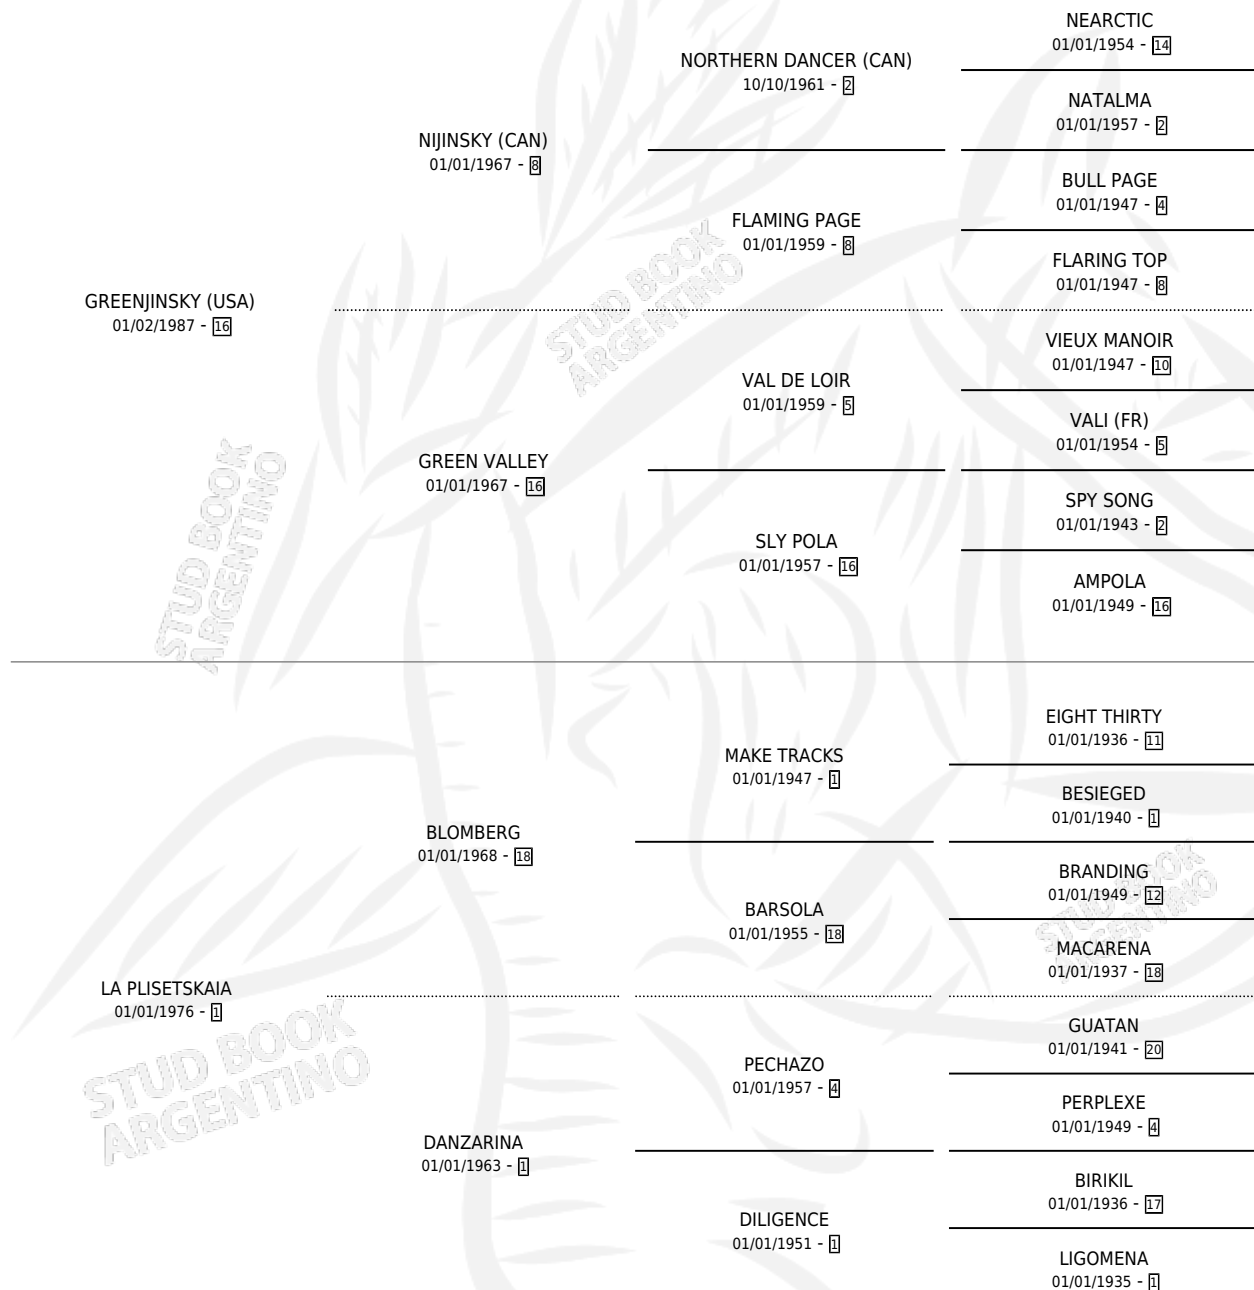 NEARCTIC
01/01/1954 - 14
NORTHERN DANCER (CAN)
10/10/1961 - 2
NATALMA
01/01/1957 - 2
NIJINSKY (CAN)
01/01/1967 - 8
BULL PAGE
01/01/1947 - 4
FLAMING PAGE
01/01/1959 - 8
FLARING TOP
01/01/1947 - 8
GREENJINSKY (USA)
01/02/1987 - 16
VIEUX MANOIR
01/01/1947 - 10
VAL DE LOIR
01/01/1959 - 5
VALI (FR)
01/01/1954 - 5
GREEN VALLEY
01/01/1967 - 16
SPY SONG
01/01/1943 - 2
SLY POLA
01/01/1957 - 16
AMPOLA
01/01/1949 - 16
EIGHT THIRTY
01/01/1936 - 11
MAKE TRACKS
01/01/1947 - 1
BESIEGED
01/01/1940 - 1
BLOMBERG
01/01/1968 - 18
BRANDING
01/01/1949 - 12
BARSOLA
01/01/1955 - 18
MACARENA
01/01/1937 - 18
LA PLISETSKAIA
01/01/1976 - 1
GUATAN
01/01/1941 - 20
PECHAZO
01/01/1957 - 4
PERPLEXE
01/01/1949 - 4
DANZARINA
01/01/1963 - 1
BIRIKIL
01/01/1936 - 17
DILIGENCE
01/01/1951 - 1
LIGOMENA
01/01/1935 - 1
STUD BOOK
ARGENTINO
STUD BOOK
ARGENTINO
STUD BOOK
ARGENTINO
STUD BOOK
ARGENTINO